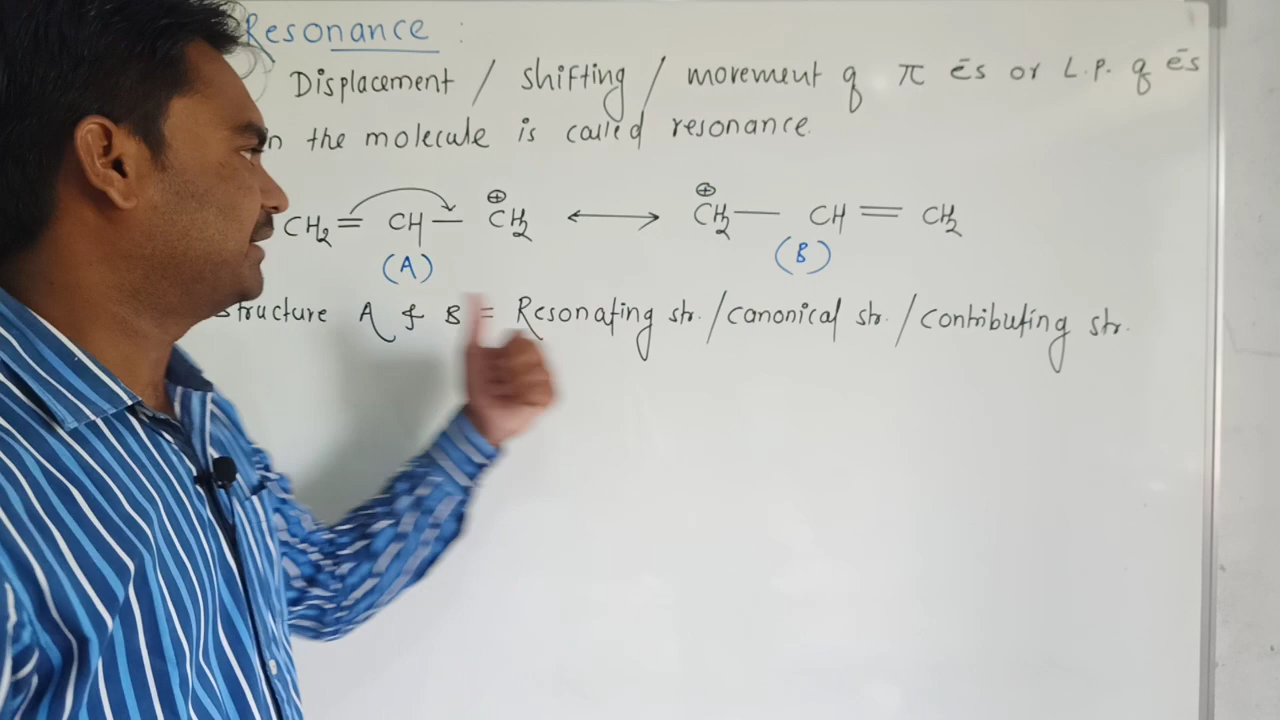 Resonance :
Displacement / shifting / movement of π ēs or L.P. of ēs
the molecule is called resonance.
CH₂ = CH — ⊕CH₂ ⟷ ⊕CH₂ — CH = CH₂
(A) (B)
structure A & B = Resonating str. / canonical str. / contributing str.